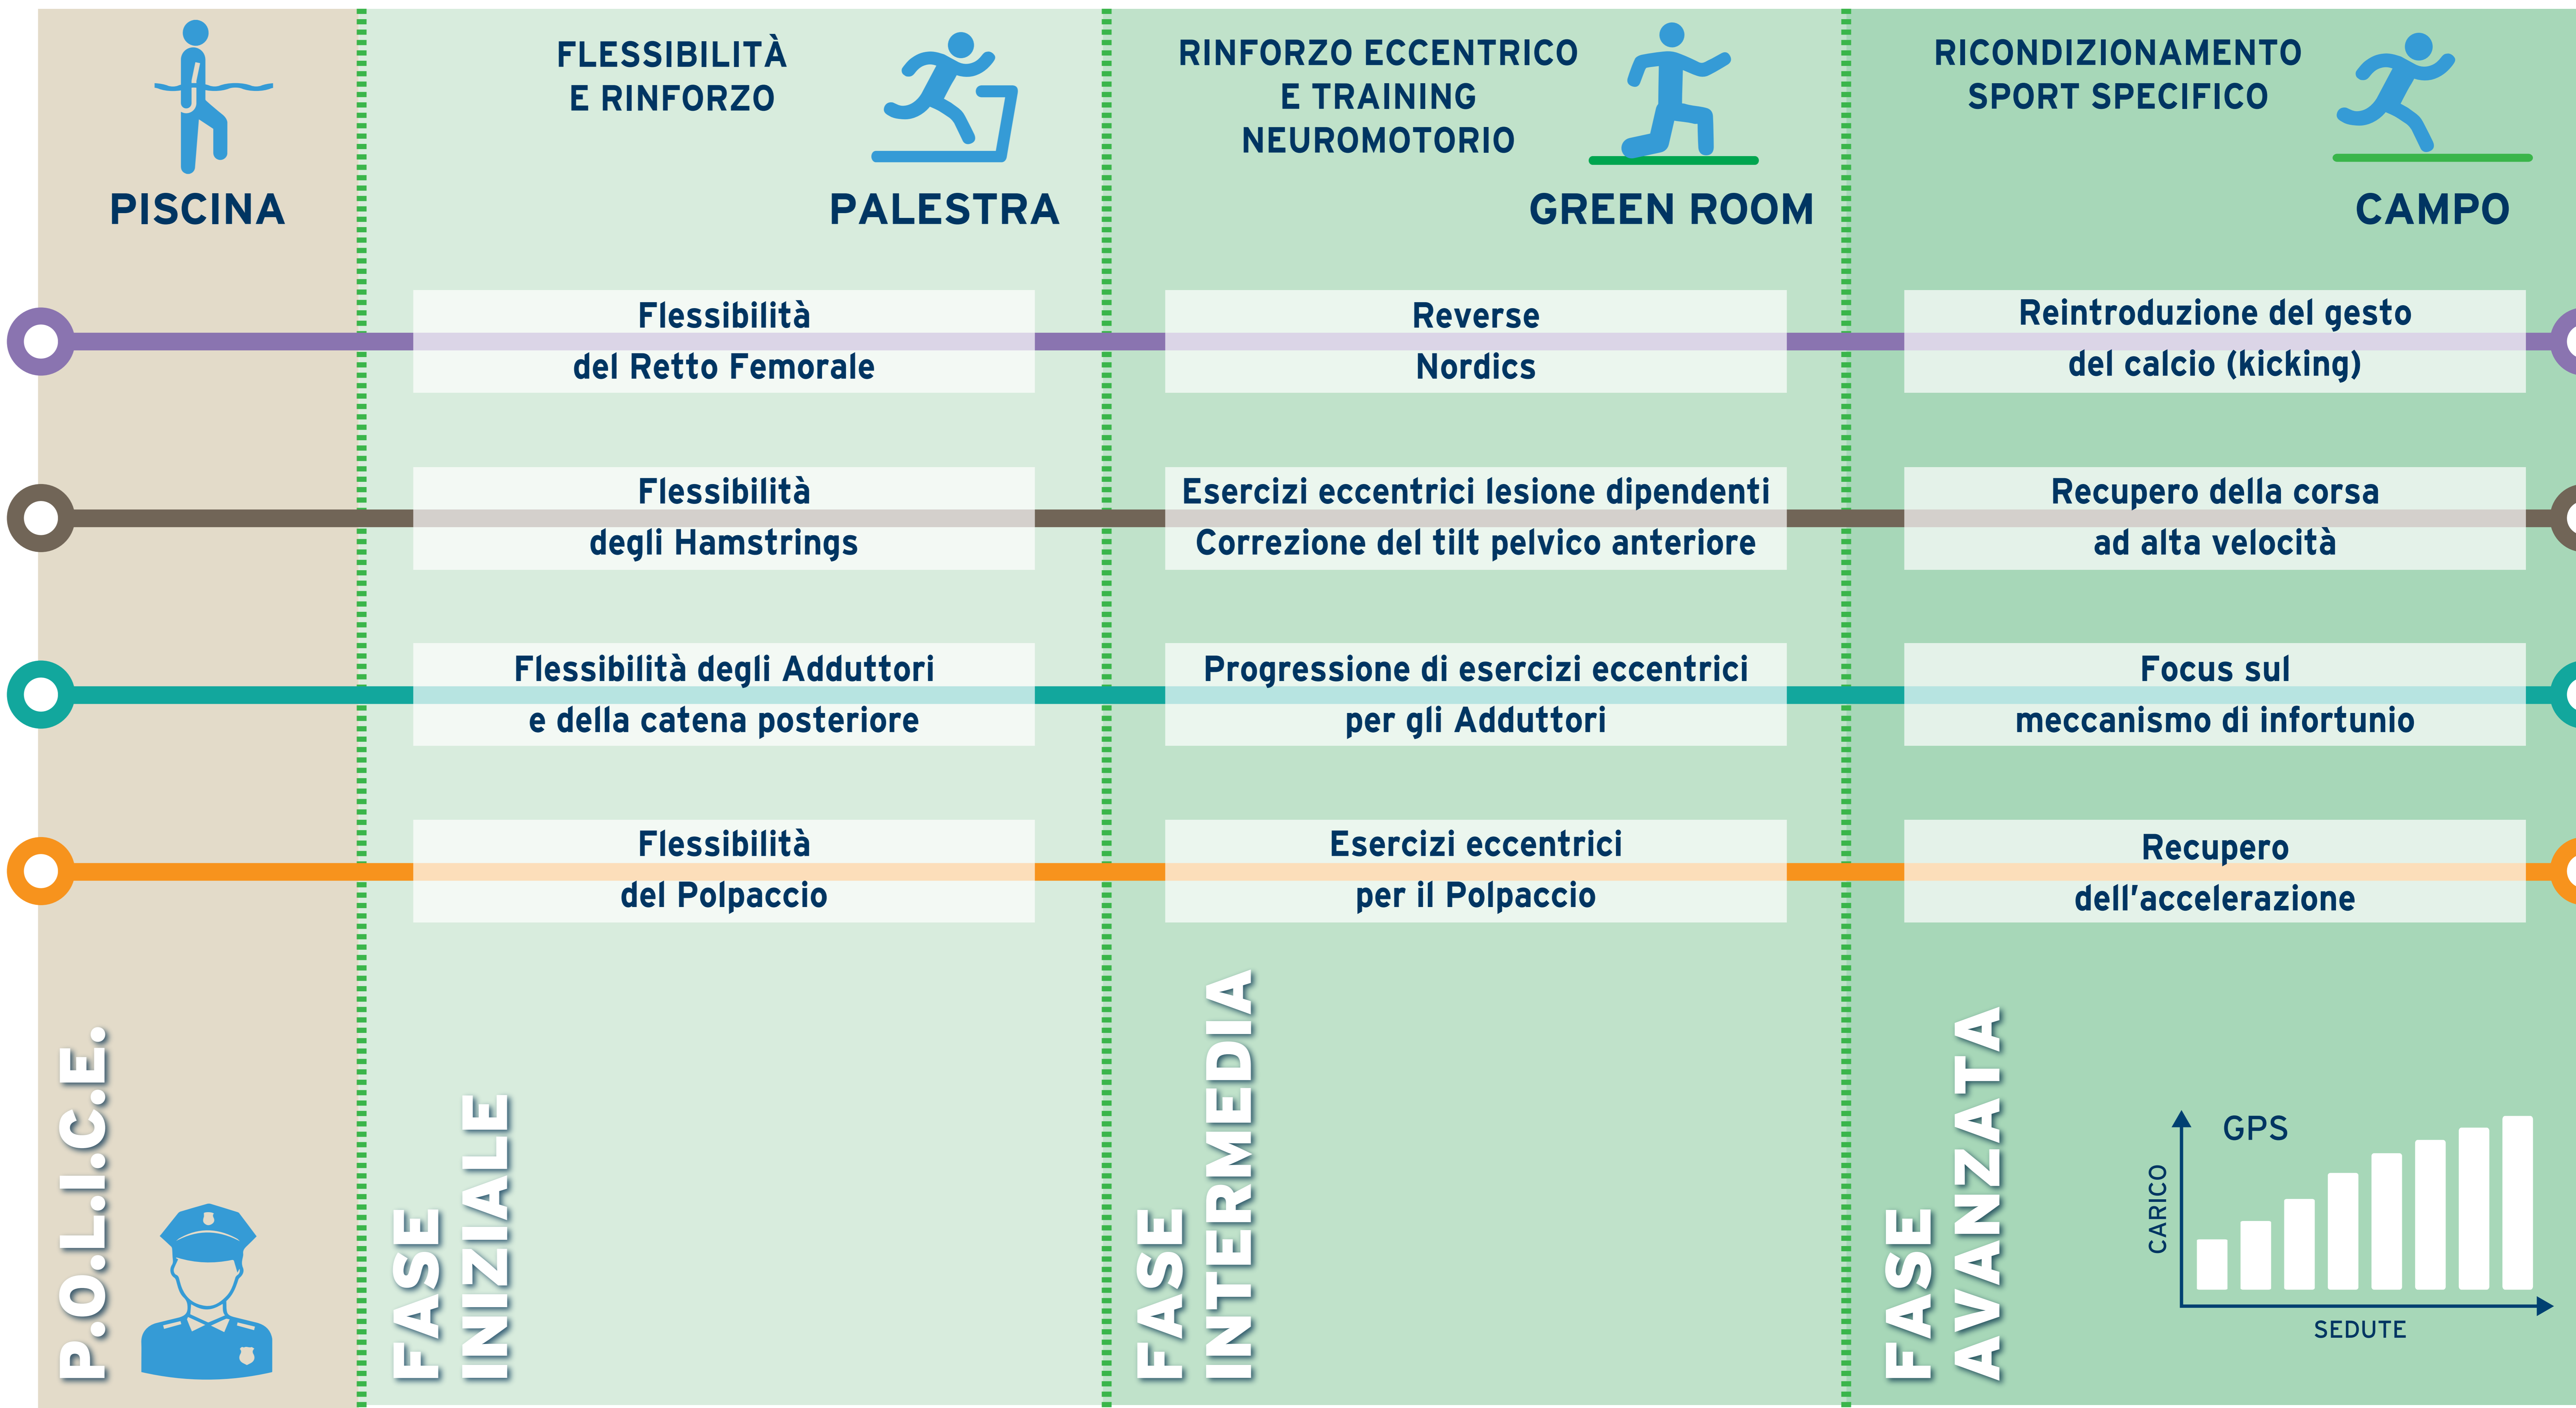 PISCINA
FLESSIBILITÀ
E RINFORZO
PALESTRA
RINFORZO ECCENTRICO
E TRAINING
NEUROMOTORIO
GREEN ROOM
RICONDIZIONAMENTO
SPORT SPECIFICO
CAMPO
Flessibilità
del Retto Femorale
Reverse
Nordics
Reintroduzione del gesto
del calcio (kicking)
Flessibilità
degli Hamstrings
Esercizi eccentrici lesione dipendenti
Correzione del tilt pelvico anteriore
Recupero della corsa
ad alta velocità
Flessibilità degli Adduttori
e della catena posteriore
Progressione di esercizi eccentrici
per gli Adduttori
Focus sul
meccanismo di infortunio
Flessibilità
del Polpaccio
Esercizi eccentrici
per il Polpaccio
Recupero
dell'accelerazione
P.O.L.I.C.E.
FASE
INIZIALE
FASE
INTERMEDIA
FASE
AVANZATA
GPS
CARICO
SEDUTE